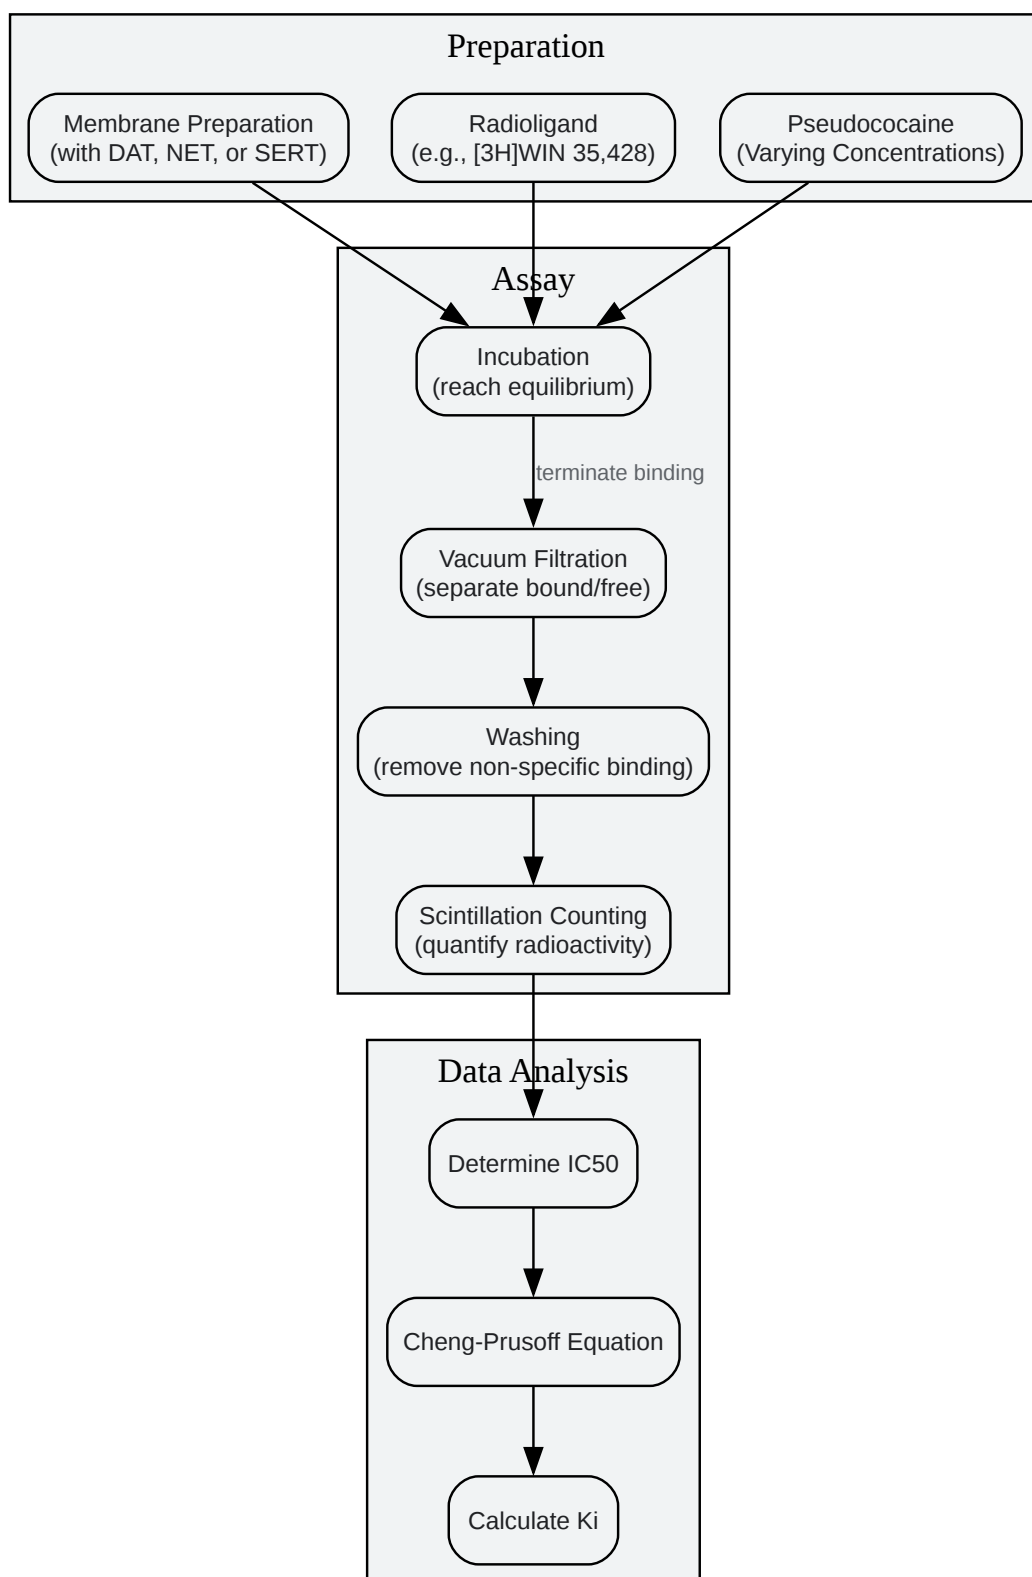 Preparation
Membrane Preparation
(with DAT, NET, or SERT)
Radioligand
(e.g., [3H]WIN 35,428)
Pseudococaine
(Varying Concentrations)
Assay
Incubation
(reach equilibrium)
terminate binding
Vacuum Filtration
(separate bound/free)
Washing
(remove non-specific binding)
Scintillation Counting
(quantify radioactivity)
Data Analysis
Determine IC50
Cheng-Prusoff Equation
Calculate Ki